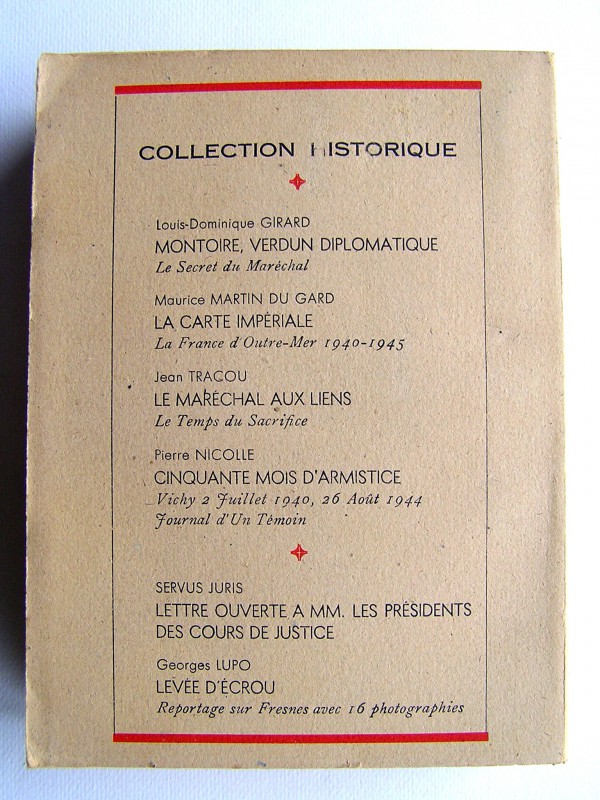 COLLECTION HISTORIQUE
Louis-Dominique GIRARD
MONTOIRE, VERDUN DIPLOMATIQUE
Le Secret du Maréchal
Maurice MARTIN DU GARD
LA CARTE IMPÉRIALE
La France d'Outre-Mer 1940-1945
Jean TRACOU
LE MARÉCHAL AUX LIENS
Le Temps du Sacrifice
Pierre NICOLLE
CINQUANTE MOIS D'ARMISTICE
Vichy 2 Juillet 1940, 26 Août 1944
Journal d'Un Témoin
SERVUS JURIS
LETTRE OUVERTE A MM. LES PRÉSIDENTS
DES COURS DE JUSTICE
Georges LUPO
LEVÉE D'ÉCROU
Reportage sur Fresnes avec 16 photographies